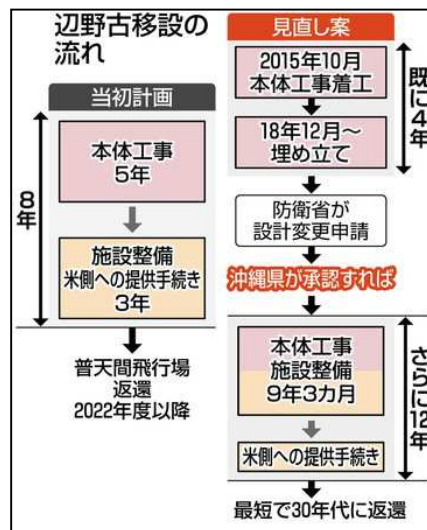 辺野古移設の
流れ
当初計画
8年
本体工事
5年
施設整備
米側への提供手続き
3年
普天間飛行場
返還
2022年度以降
見直し案
2015年10月
本体工事着工
18年12月～
埋め立て
既に4年
防衛省が
設計変更申請
沖縄県が承認すれば
本体工事
施設整備
9年3カ月
米側への提供手続き
さらに12年
最短で30年代に返還